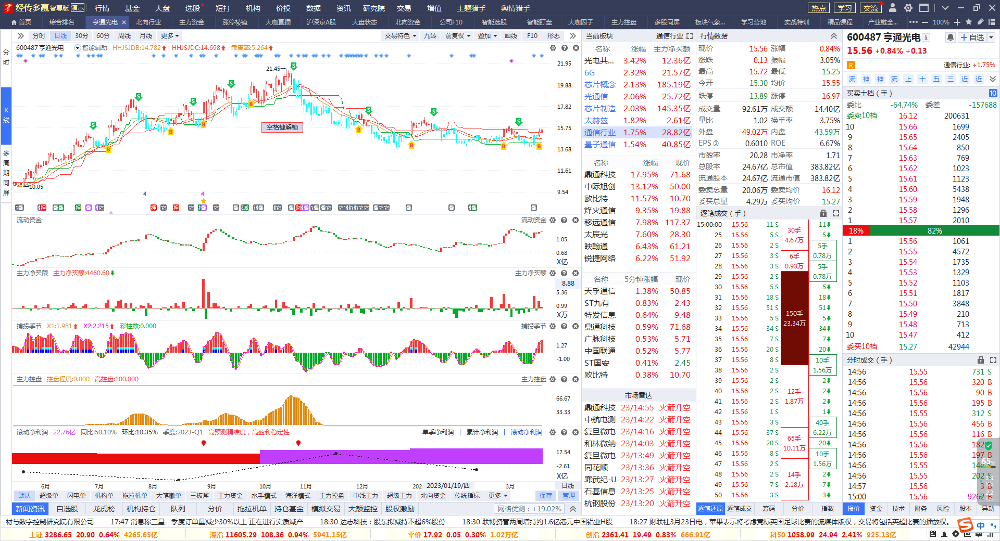 经传多赢 智尊版 演示 行情 基金 大盘 选股 短打 机构 价投 数据 资讯 研究院 交易 增值 主题猎手 舆情猎手 热点 学习 交流
首页 综合排名 亨通光电 北向行业 主力资金 涨停棱镜 大咖直播 沪深京A股 大盘状态 北向资金 公司F10 智能选股 智能盯盘 大咖圈子 主力控盘 多股同屏 板块气象... 学习营地 实战特训 精品课程 产业链全... 100%
分时 日线 30分 60分 周线 月线 更多 交易特色 九转 前复权 叠加 画线 F10 形态
分时
K线
多周期同屏
600487 亨通光电 智能辅助 HHJSJDB:14.782 HHJSJDC:14.698 乖离率:5.264
21.95
19.88
17.82
15.75
13.68
11.61
9.54
21.45
10.05
空格键解锁
流动资金 流动资金
1.05
0.68
X亿
主力净买额 主力净买额:4460.60 主力净买额
8.88
5.36
0.99
X万
捕捞季节 X1:1.981 X2:2.215 彩柱数:0.000 捕捞季节
1.27
-1.00
主力控盘 控盘程度:0.000 高控盘:100.000 主力控盘
66.67
33.33
滚动净利润 22.76亿 同比:50.10% 环比:10.35% 季度:2023-Q1 高预测精准度，高盈利稳定性 单季净利润 | 累计净利润 | 滚动净利润
17.54
-2.61
X亿
6月 7月 8月 9月 10月 11月 12月 202 2023/01/19/四 3月 日线
默认 超级单 闪电单 机构单 拖拉机单 大笔撤单 三板斧 主力资金 水手模式 海洋模式 主力控盘 中线主力 超级主力 北向资金 传统指标 更多 保存 管理
新闻资讯 自选股 龙虎榜 机构持仓 队列 分价 拖拉机单 持仓基金 模拟交易 大额监控 股权激励 网格优测：+19.02%
当前板块 通信行业
名称 涨幅 主力净买额
光电共... 3.42% 12.36亿
6G 2.32% 21.57亿
芯片概念 2.13% 185.19亿
光通信 2.06% 25.72亿
芯片制造 2.03% 145.35亿
太赫兹 1.82% 2.61亿
通信行业 1.75% 28.82亿
量子通信 1.54% 40.85亿
名称 涨幅 现价
鼎通科技 17.95% 71.68
中际旭创 13.12% 50.00
欧比特 11.57% 10.70
烽火通信 9.35% 19.88
移远通信 7.98% 117.37
太辰光 7.60% 28.30
映翰通 6.43% 61.21
锐捷网络 6.22% 51.92
名称 5分钟涨幅 现价
天孚通信 1.38% 50.85
ST九有 0.83% 2.43
特发信息 0.64% 9.48
鼎通科技 0.59% 71.68
广脉科技 0.53% 5.71
中国联通 0.52% 5.77
ST国安 0.41% 2.45
欧比特 0.38% 10.70
市场雷达
鼎通科技 23/14:55 火箭升空
中航电测 23/14:22 火箭升空
复旦微电 23/14:16 火箭升空
和林微纳 23/14:03 火箭升空
复旦微电 23/13:49 火箭升空
同花顺 23/13:36 火箭升空
寒武纪-U 23/13:27 火箭升空
石基信息 23/13:25 火箭升空
杭钢股份 23/13:20 火箭升空
行情数据
现价 15.56 涨幅 0.84%
涨跌 0.13 振幅 3.05%
最高 15.72 最低 15.25
今开 15.30 均价 15.55
跌停 13.89 涨停 16.97
成交量 92.61万 成交额 14.40亿
量比 1.02 换手率 3.75%
外盘 49.02万 内盘 43.59万
EPS③ 0.6010 ROE 6.67%
市盈率 20.28 市净率 1.71
总股本 24.67亿 总市值 383.82亿
流通股本 24.67亿 流通市值 383.82亿
委卖总量 20.06万 委卖均价 16.12
委买总量 4.29万 委买均价 15.27
逐笔成交（手）
15:00:00 15.56 11 S 11
25 15.56 5 S 5
26 15.56 2 S
27 15.56 3 S
28 15.56 3 S
29 15.56 2 S
30 15.56 5 S 5
31 15.56 18 S 18
32 15.56 51 S 51
33 15.56 5 S 5
34 15.56 34 S 34
35 15.56 7 S 7
36 15.56 20 S 20
37 15.56 8 S
38 15.56 2 S
39 15.56 2 S 2
40 15.56 2 S 2
41 15.56 2 S 2
42 15.56 1 S 1
43 15.56 3 S
44 15.56 37 S
45 15.56 20 S 20
46 15.56 8 S
47 15.56 2 S
48 15.56 2 S 2
49 15.56 7 S 7
50 15.56 3 S 3
30手
4.67万
6手
0.93万
150手
23.34万
12手
1.87万
65手
10.11万
14手
2.18万
5手
0.78万
5手
0.78万
10手
1.56万
40手
6.22万
10手
1.56万
逐笔还原 逐笔成交 筹码 分价 指数
600487 亨通光电 自选
15.56 +0.84% +0.13
R 通信行业: +1.75%
流 神 神 流 上 十 五 三 近 近
买卖十档（手） 10
委比 -64.74% 委差 -157688
委卖10档 16.12 200631
10 15.66 1699
9 15.65 2405
8 15.64 850
7 15.63 769
6 15.62 1023
5 15.61 1123
4 15.60 5438
3 15.59 1948
2 15.58 1296
1 15.57 2010
18% 82%
1 15.56 1061
2 15.55 4572
3 15.54 1735
4 15.53 1329
5 15.52 1103
6 15.51 1817
7 15.50 3848
8 15.49 210
9 15.48 713
10 15.47 412
委买10档 15.27 42944
分时成交（手）
14:56 15.55 731 S
14:56 15.56 320 B
14:56 15.56 90 B
14:56 15.56 195 B
14:56 15.55 312 S
14:56 15.56 456 B
14:56 15.56 116 B
14:56 15.56 182
14:56 15.56 197 B
14:56 15.55
14:56 15.55 202 S
14:57 15.56 3 B
15:00 15.56
65%
报价 资金 技术 财务 风险 股本 异动
材与数字控制研究院有限公司 17:47 消息称三星一季度订单量减少30%以上 正在进行实质减产 18:30 达志科技：股东拟减持不超6%股份 18:30 联博资管两周增持约1.6亿港元中国铝业H股 18:27 财联社3月23日电，苹果表示将考虑竞标英国足球比赛的流媒体版权，交易将包括英超比赛的播放权。
上证 3286.65 20.90 0.64% 4265.65亿 深指 11605.29 108.36 0.94% 5941.15亿 平价 17.92 0.05 0.30% 1.02万亿 创指 2361.41 19.49 0.83% 666.91亿 科50 1058.99 24.94 2.41% 925.13亿
中